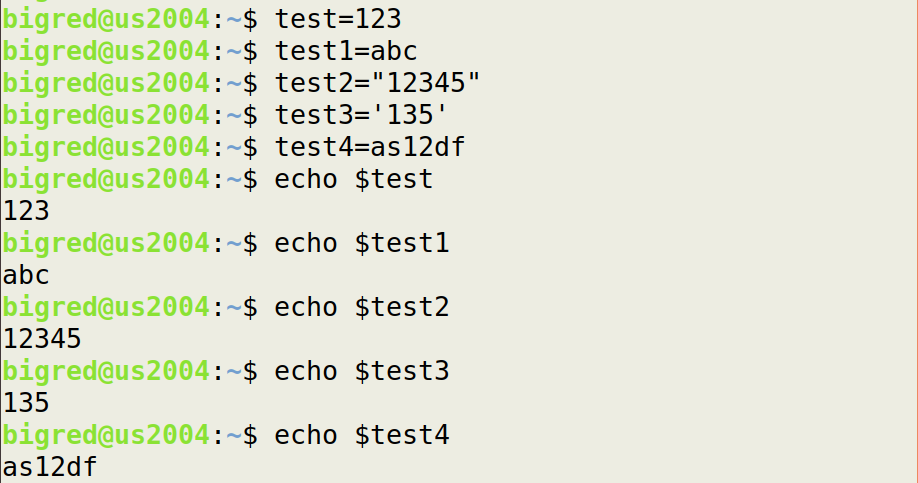 bigred@us2004:~$ test=123
bigred@us2004:~$ test1=abc
bigred@us2004:~$ test2="12345"
bigred@us2004:~$ test3='135'
bigred@us2004:~$ test4=as12df
bigred@us2004:~$ echo $test
123
bigred@us2004:~$ echo $test1
abc
bigred@us2004:~$ echo $test2
12345
bigred@us2004:~$ echo $test3
135
bigred@us2004:~$ echo $test4
as12df